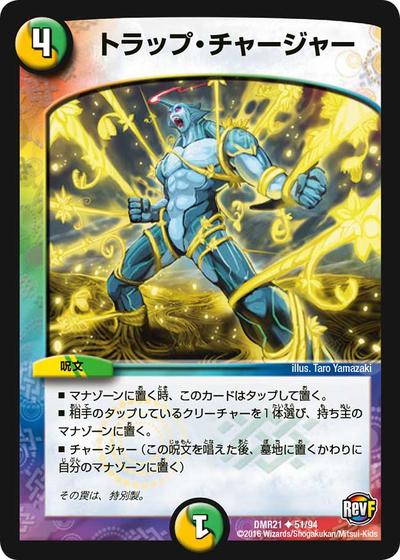 4
トラップ・チャージャー
呪文
illus. Taro Yamazaki
■ マナゾーンに置く時、このカードはタップして置く。
■ 相手のタップしているクリーチャーを1体選び、持ち主の
マナゾーンに置く。
■ チャージャー（この呪文を唱えた後、墓地に置くかわりに
自分のマナゾーンに置く）
その罠は、特別製。
1
RevF
DMR21 ◆ 51/94
©2016 Wizards/Shogakukan/Mitsui-Kids